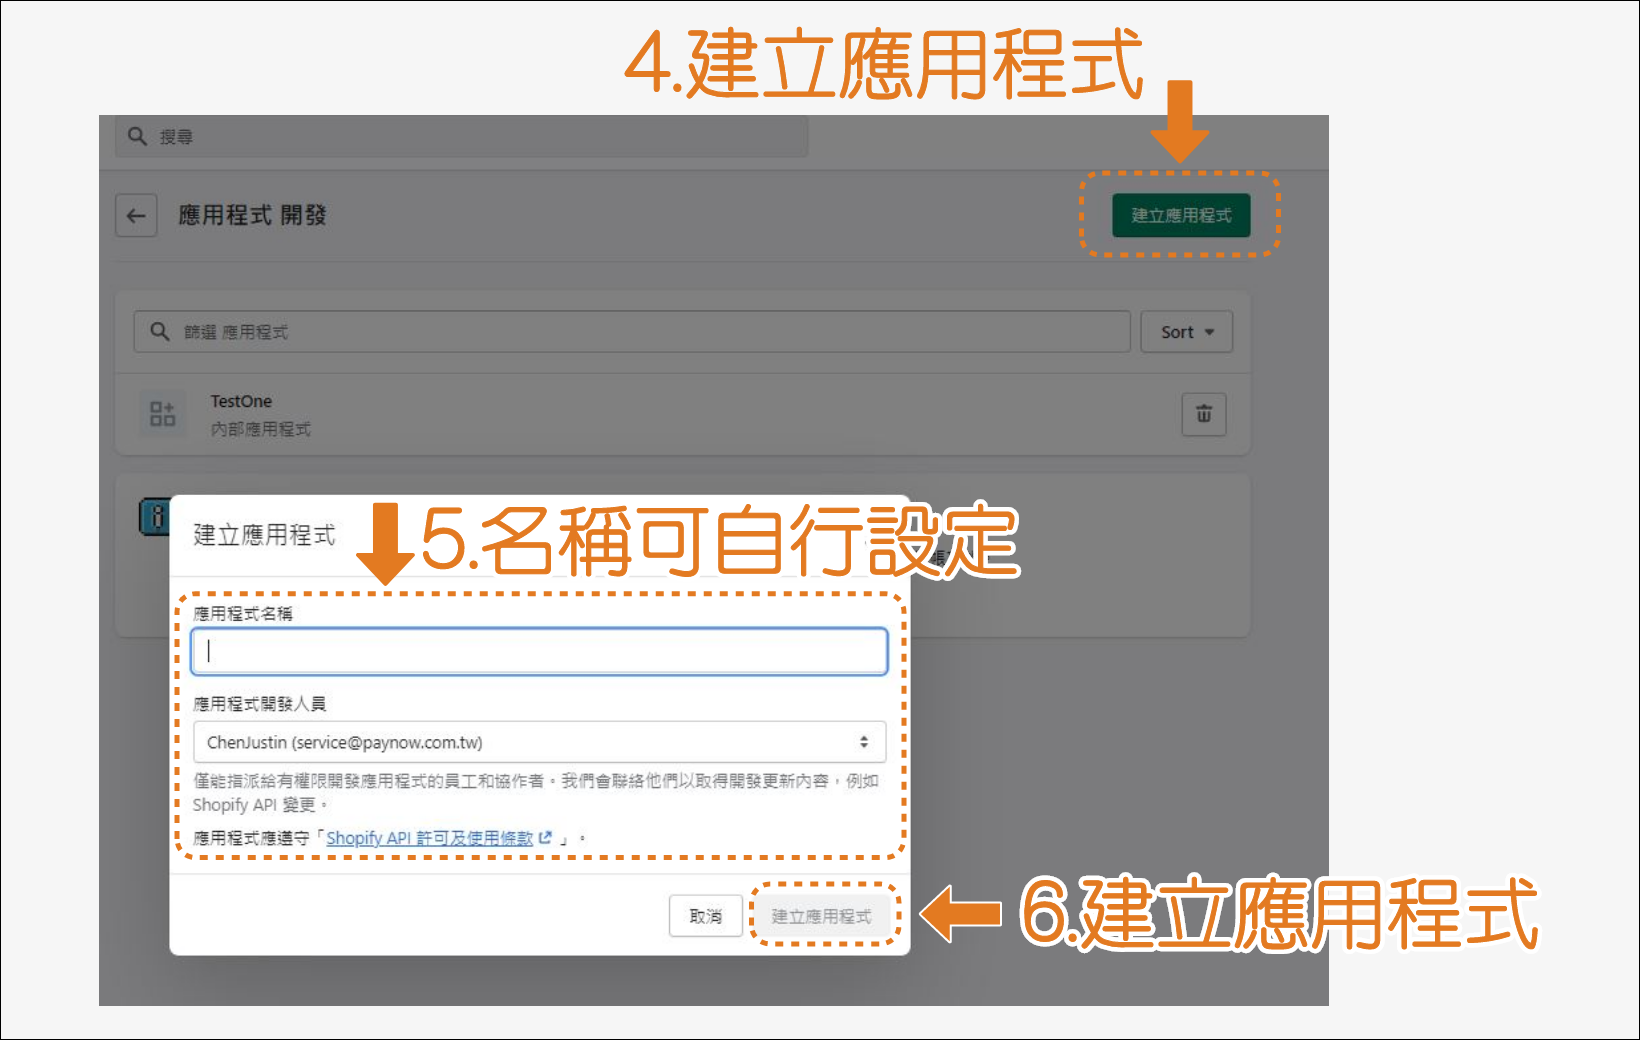 4.建立應用程式
搜尋
應用程式 開發
建立應用程式
篩選 應用程式
Sort
TestOne
內部應用程式
建立應用程式
5.名稱可自行設定
應用程式名稱
應用程式開發人員
ChenJustin (service@paynow.com.tw)
僅能指派給有權限開發應用程式的員工和協作者。我們會聯絡他們以取得開發更新內容，例如
Shopify API 變更。
應用程式應遵守「Shopify API 許可及使用條款」。
取消
建立應用程式
6.建立應用程式